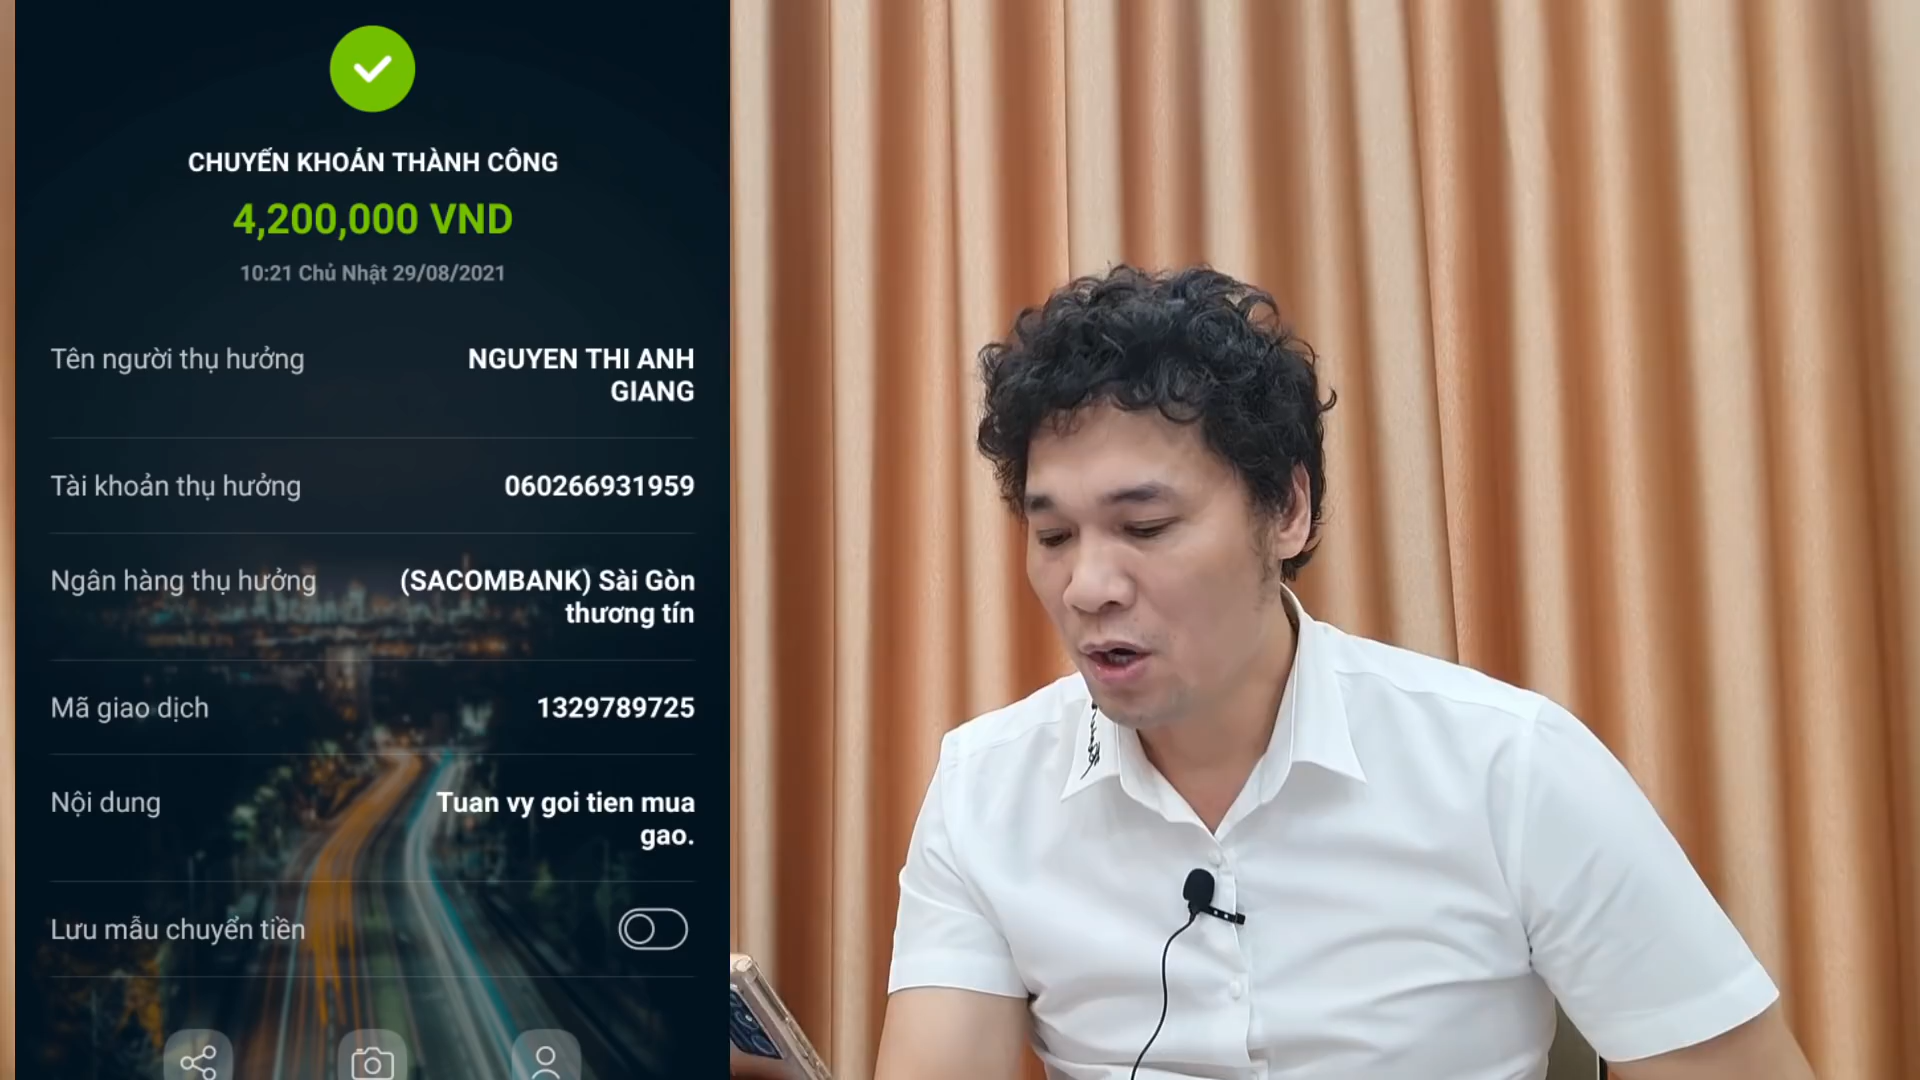 CHUYỂN KHOẢN THÀNH CÔNG
4,200,000 VND
10:21 Chủ Nhật 29/08/2021
Tên người thụ hưởng
NGUYEN THI ANH
GIANG
Tài khoản thụ hưởng
060266931959
Ngân hàng thụ hưởng
(SACOMBANK) Sài Gòn
thương tín
Mã giao dịch
1329789725
Nội dung
Tuan vy goi tien mua
gao.
Lưu mẫu chuyển tiền